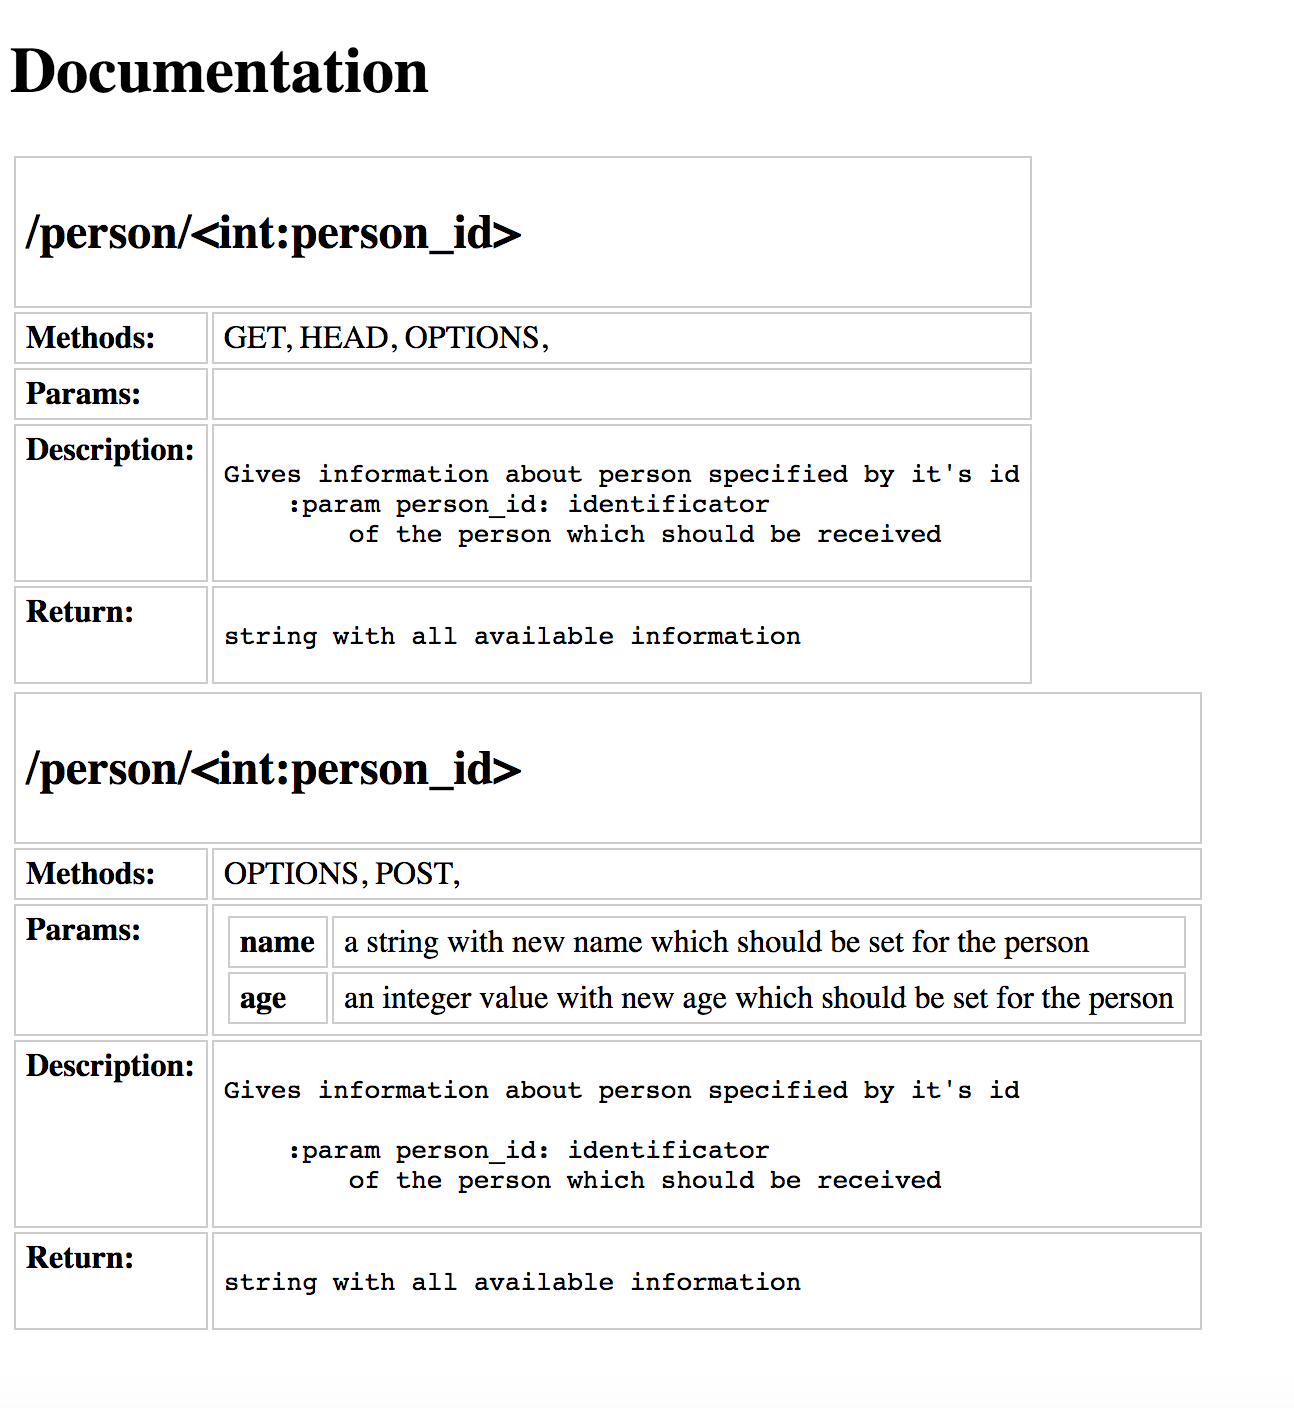 Documentation
/person/<int:person_id>
Methods: GET, HEAD, OPTIONS,
Params:
Description:
Gives information about person specified by it's id
:param person_id: identificator
of the person which should be received
Return:
string with all available information
/person/<int:person_id>
Methods: OPTIONS, POST,
Params:
name a string with new name which should be set for the person
age an integer value with new age which should be set for the person
Description:
Gives information about person specified by it's id
:param person_id: identificator
of the person which should be received
Return:
string with all available information